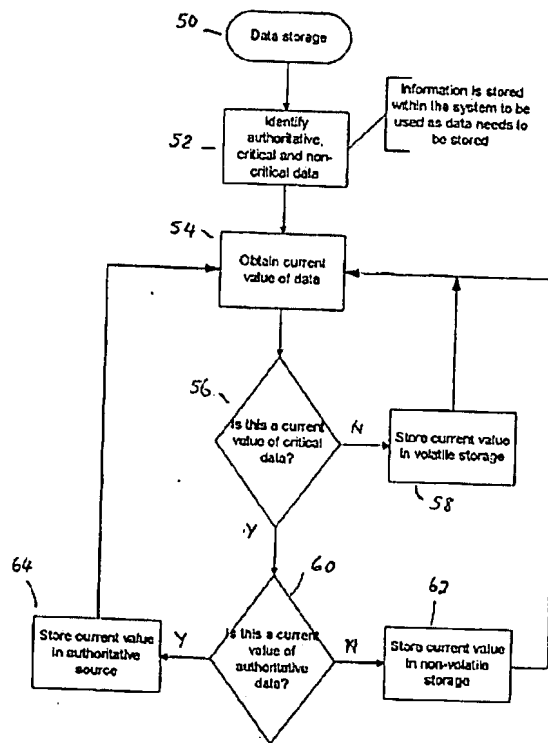 50
Data storage
Information is stored
within the system to be
used as data needs to
be stored
52
Identify
authoritative,
critical and non-
critical data
54
Obtain current
value of data
56
Is this a current
value of critical
data?
N
Store current value
in volatile storage
58
Y
64
60
62
Store current value
in authoritative
source
Y
Is this a current
value of
authoritative
data?
N
Store current value
in non-volatile
storage